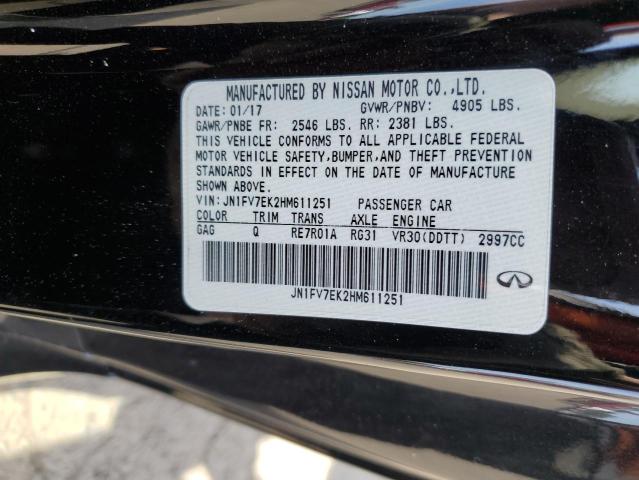 MANUFACTURED BY NISSAN MOTOR CO.,LTD.
DATE: 01/17 GVWR/PNBV: 4905 LBS.
GAWR/PNBE FR: 2546 LBS. RR: 2381 LBS.
THIS VEHICLE CONFORMS TO ALL APPLICABLE FEDERAL
MOTOR VEHICLE SAFETY,BUMPER,AND THEFT PREVENTION
STANDARDS IN EFFECT ON THE DATE OF MANUFACTURE
SHOWN ABOVE.
VIN: JN1FV7EK2HM611251 PASSENGER CAR
COLOR TRIM TRANS AXLE ENGINE
GAG Q RE7R01A RG31 VR30(DDTT) 2997CC
JN1FV7EK2HM611251